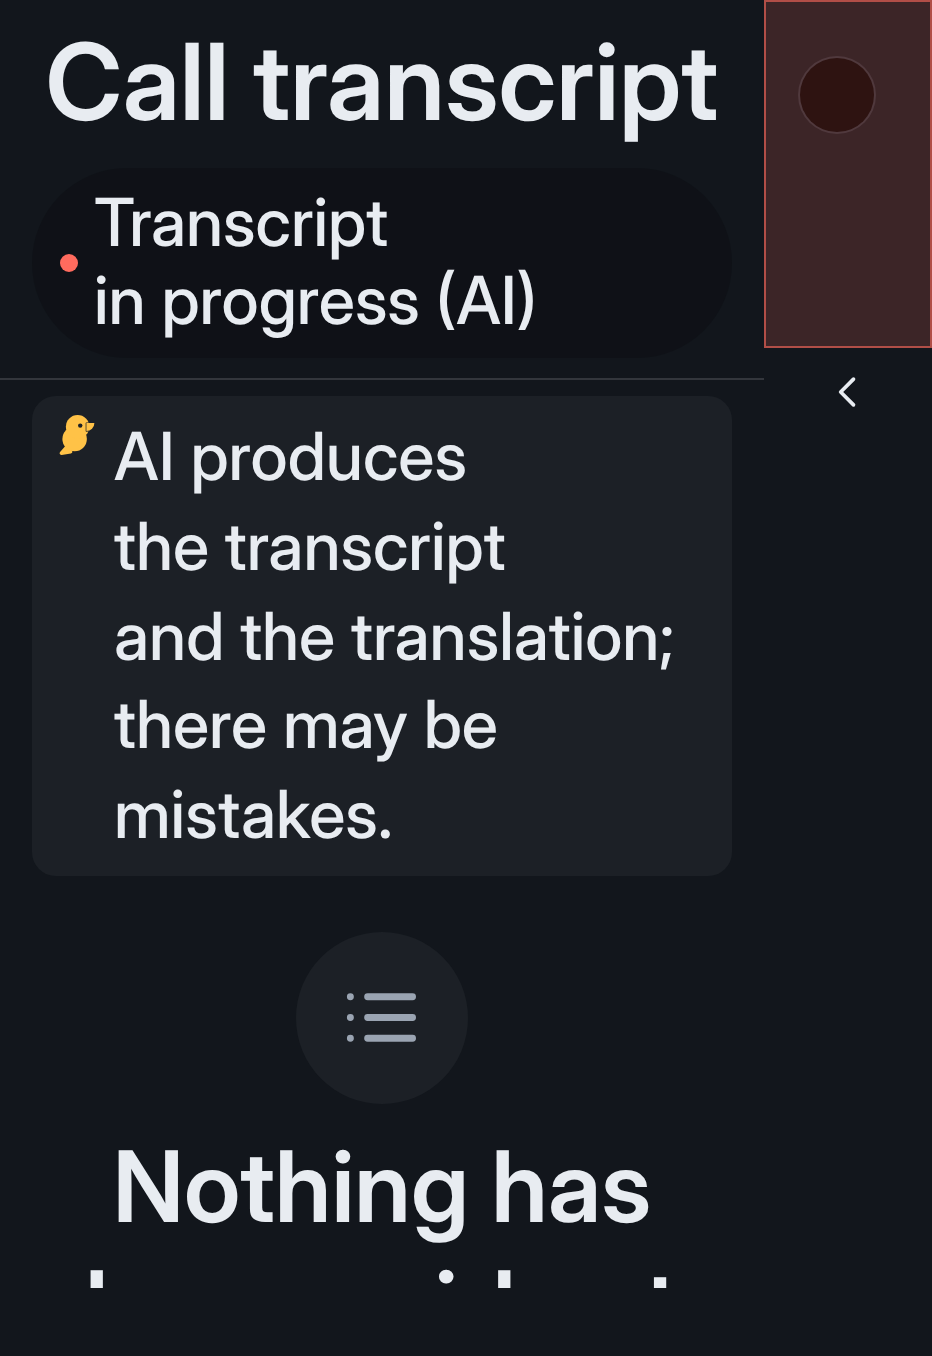 Call transcript
Transcript
in progress (AI)
AI produces
the transcript
and the translation;
there may be
mistakes.
Nothing has